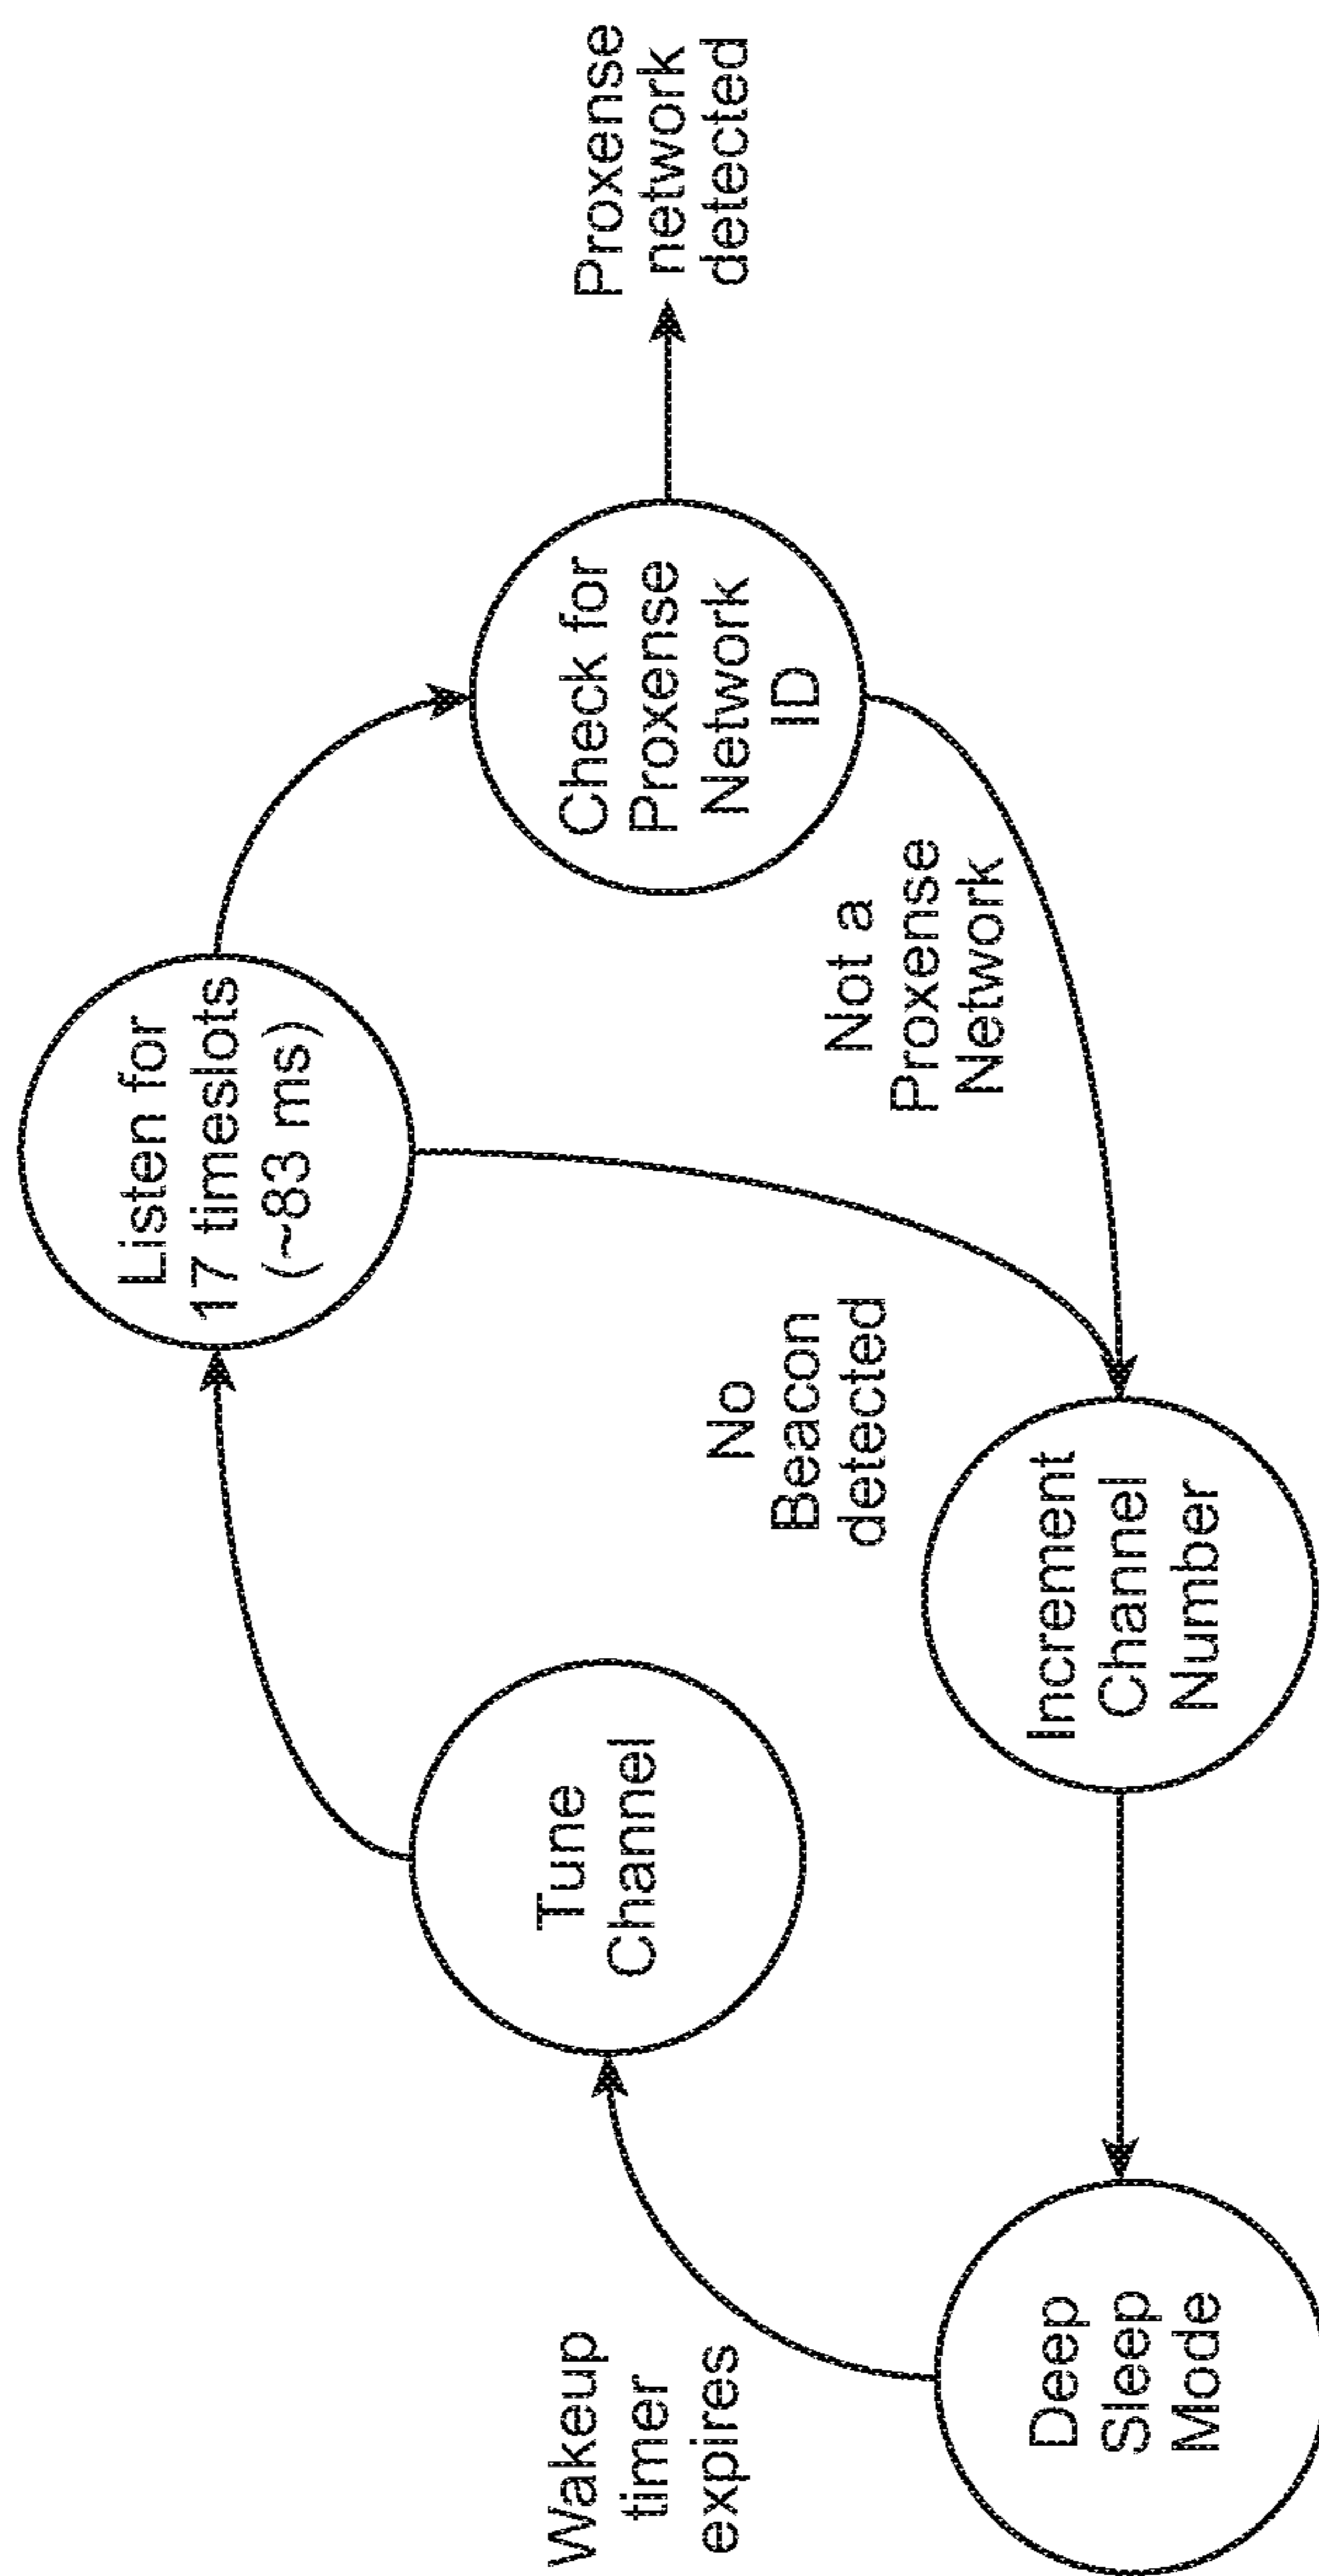 Wakeup
timer
expires
Deep
Sleep
Mode
Tune
Channel
Listen for
17 timeslots
(~83 ms)
No
Beacon
detected
Increment
Channel
Number
Check for
Proxense
Network
ID
Not a
Proxense
Network
Proxense
network
detected